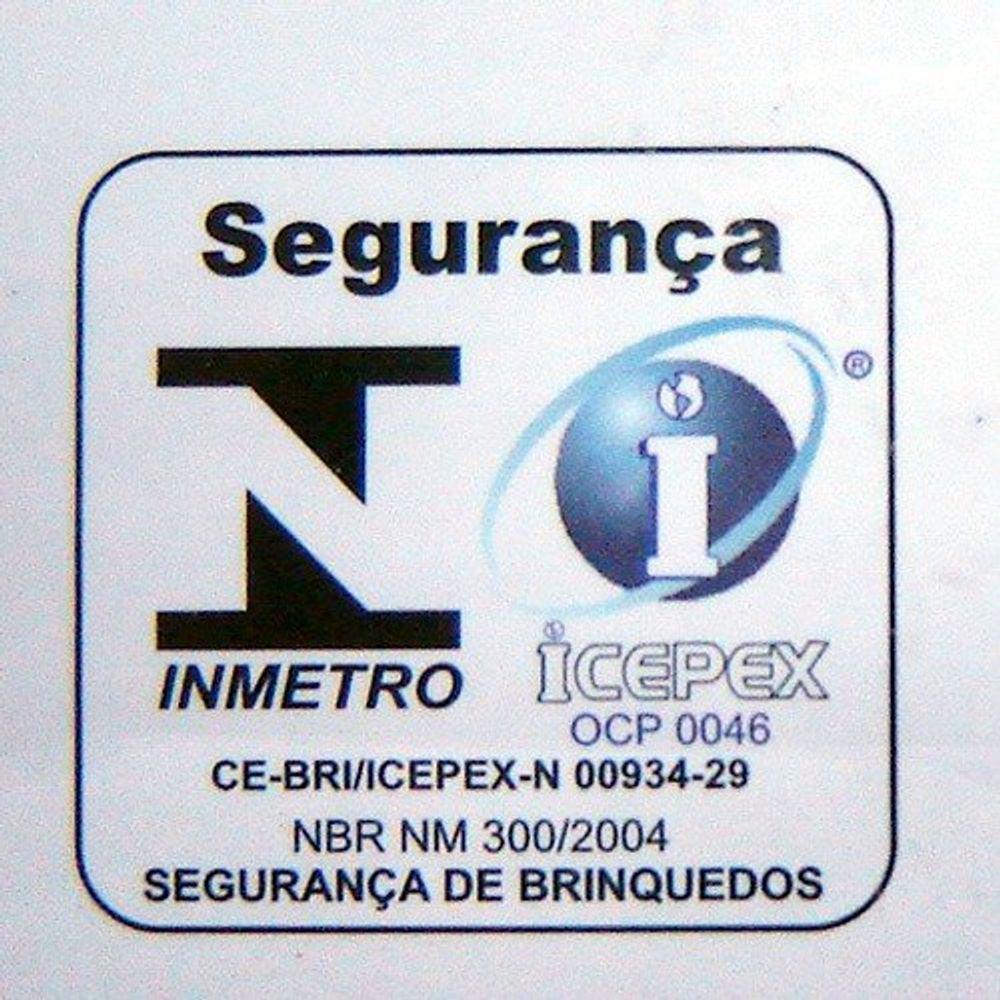 Segurança
®
INMETRO
iCEPEX
OCP 0046
CE-BRI/ICEPEX-N 00934-29
NBR NM 300/2004
SEGURANÇA DE BRINQUEDOS